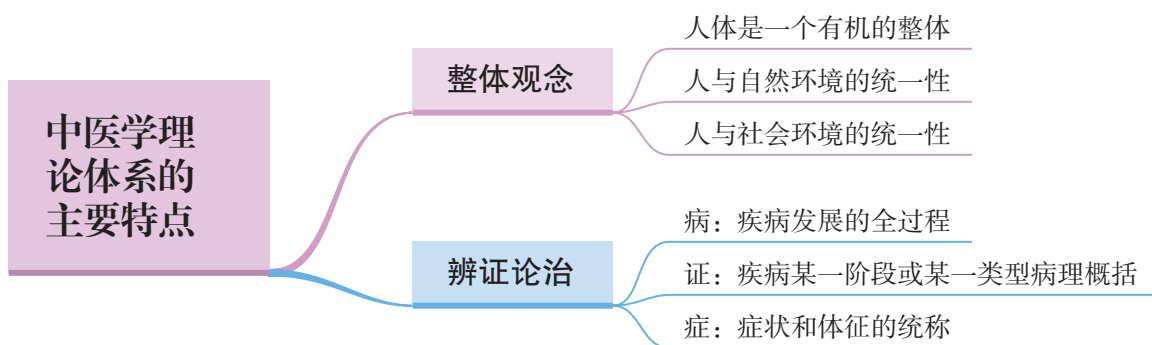 中医学理
论体系的
主要特点
整体观念
人体是一个有机的整体
人与自然环境的统一性
人与社会环境的统一性
辨证论治
病：疾病发展的全过程
证：疾病某一阶段或某一类型病理概括
症：症状和体征的统称